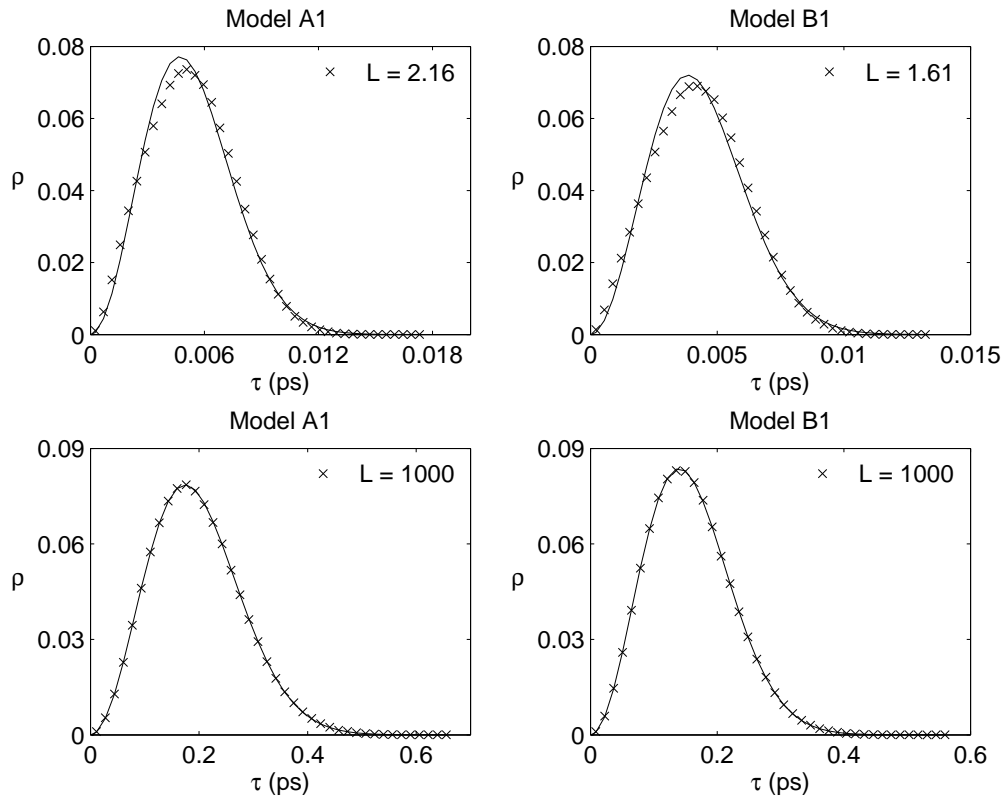 Model A1
Model B1
0.08
0.06
0.04
0.02
0
ρ
× L = 2.16
0 0.006 0.012 0.018
τ (ps)
0.08
0.06
0.04
0.02
0
ρ
× L = 1.61
0 0.005 0.01 0.015
τ (ps)
Model A1
Model B1
0.09
0.06
0.03
0
ρ
× L = 1000
0 0.2 0.4 0.6
τ (ps)
0.09
0.06
0.03
0
ρ
× L = 1000
0 0.2 0.4 0.6
τ (ps)